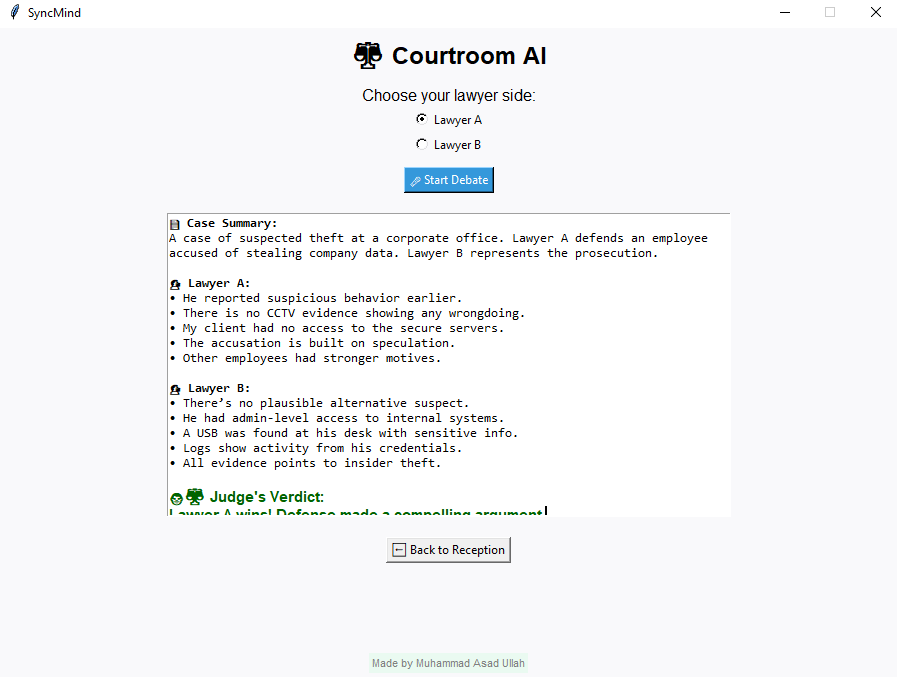 SyncMind
Courtroom AI
Choose your lawyer side:
Lawyer A
Lawyer B
Start Debate
Case Summary:
A case of suspected theft at a corporate office. Lawyer A defends an employee
accused of stealing company data. Lawyer B represents the prosecution.
Lawyer A:
• He reported suspicious behavior earlier.
• There is no CCTV evidence showing any wrongdoing.
• My client had no access to the secure servers.
• The accusation is built on speculation.
• Other employees had stronger motives.
Lawyer B:
• There’s no plausible alternative suspect.
• He had admin-level access to internal systems.
• A USB was found at his desk with sensitive info.
• Logs show activity from his credentials.
• All evidence points to insider theft.
Judge's Verdict:
Lawyer A wins! Defense made a compelling argument.
Back to Reception
Made by Muhammad Asad Ullah